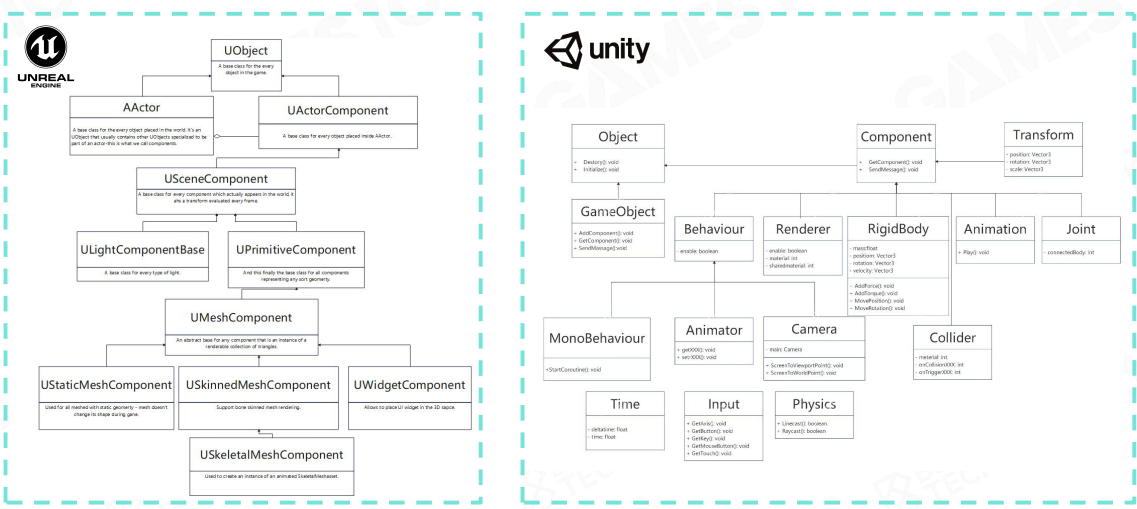 UNREAL
ENGINE
UObject
A base class for the every
object in the game.
AActor
A base class for the every object placed in the world. It's an
UObject that usually contains other UObjects specialized to be
part of an actor-this is what we call components.
UActorComponent
A base class for every object placed inside AActor.
USceneComponent
A base class for every component which actually appears in the world, it
ahs a transform evaluated every frame.
ULightComponentBase
A base class for every type of light.
UPrimitiveComponent
And this finally the base class for all components
representing any sort geometry.
UMeshComponent
An abstract base for any component that is an instance of a
renderable collection of triangles.
UStaticMeshComponent
Used for all meshed with static geometry - mesh doesn't
change its shape during gane.
USkinnedMeshComponent
Support bone skinned mesh rendering.
UWidgetComponent
Allows to place UI widget in the 3D sapce.
USkeletalMeshComponent
Used to create an instance of an animated SkeletalMeshasset.
unity
Object
+ Destory(): void
+ Initialize(): void
Component
+ GetComponent(): void
+ SendMessage(): void
Transform
- position: Vector3
- rotation: Vector3
- scale: Vector3
GameObject
+ AddComponent(): void
+ GetComponent(): void
+ SendMassage(): void
Behaviour
- enable: boolean
Renderer
- enable: boolean
- material: int
- sharedmaterial: int
RigidBody
- mass:float
- position: Vector3
- rotation: Vector3
- velocity: Vector3
- AddForce(): void
+ AddTorque(): void
- MovePosition(): void
- MoveRotation(): void
Animation
+ Play(): void
Joint
- connectedBody: int
MonoBehaviour
+StartCoroutine(): void
Animator
+ getXXX(): void
+ setrXXX(): void
Camera
- main: Camera
+ ScreenToViewportPoint(): void
+ ScreenToWorldPoint(): void
Collider
- meterial: int
- onCollisionXXX: int
- onTriggerXXX: int
Time
- deltatime: float
- time: float
Input
+ GetAxis(): void
+ GetButton(): void
+ GetKey(): void
+ GetMouseButton(): void
+ GetTouch(): void
Physics
+ Linecast(): boolean
+ Raycast(): boolean